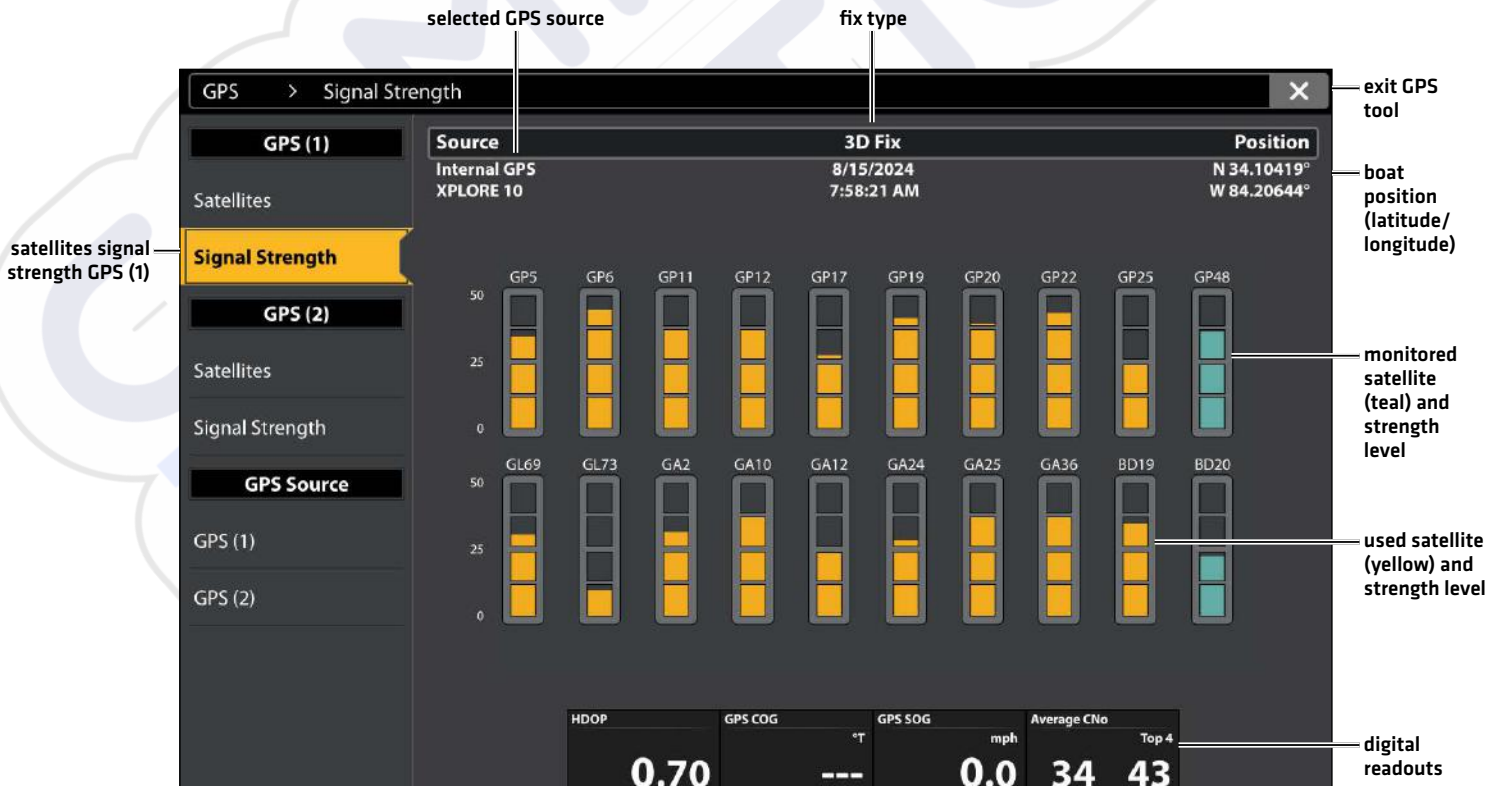 selected GPS source
fix type
GPS > Signal Strength
exit GPS
tool
GPS (1)
Satellites
Signal Strength
GPS (2)
Satellites
Signal Strength
GPS Source
GPS (1)
GPS (2)
satellites signal
strength GPS (1)
Source 3D Fix Position
Internal GPS 8/15/2024 N 34.10419°
XPLORE 10 7:58:21 AM W 84.20644°
boat
position
(latitude/
longitude)
GP5 GP6 GP11 GP12 GP17 GP19 GP20 GP22 GP25 GP48
50
25
0
monitored
satellite
(teal) and
strength
level
GL69 GL73 GA2 GA10 GA12 GA24 GA25 GA36 BD19 BD20
50
25
0
used satellite
(yellow) and
strength level
HDOP GPS COG GPS SOG Average CNo
°T mph Top 4
0.70 --- 0.0 34 43
digital
readouts